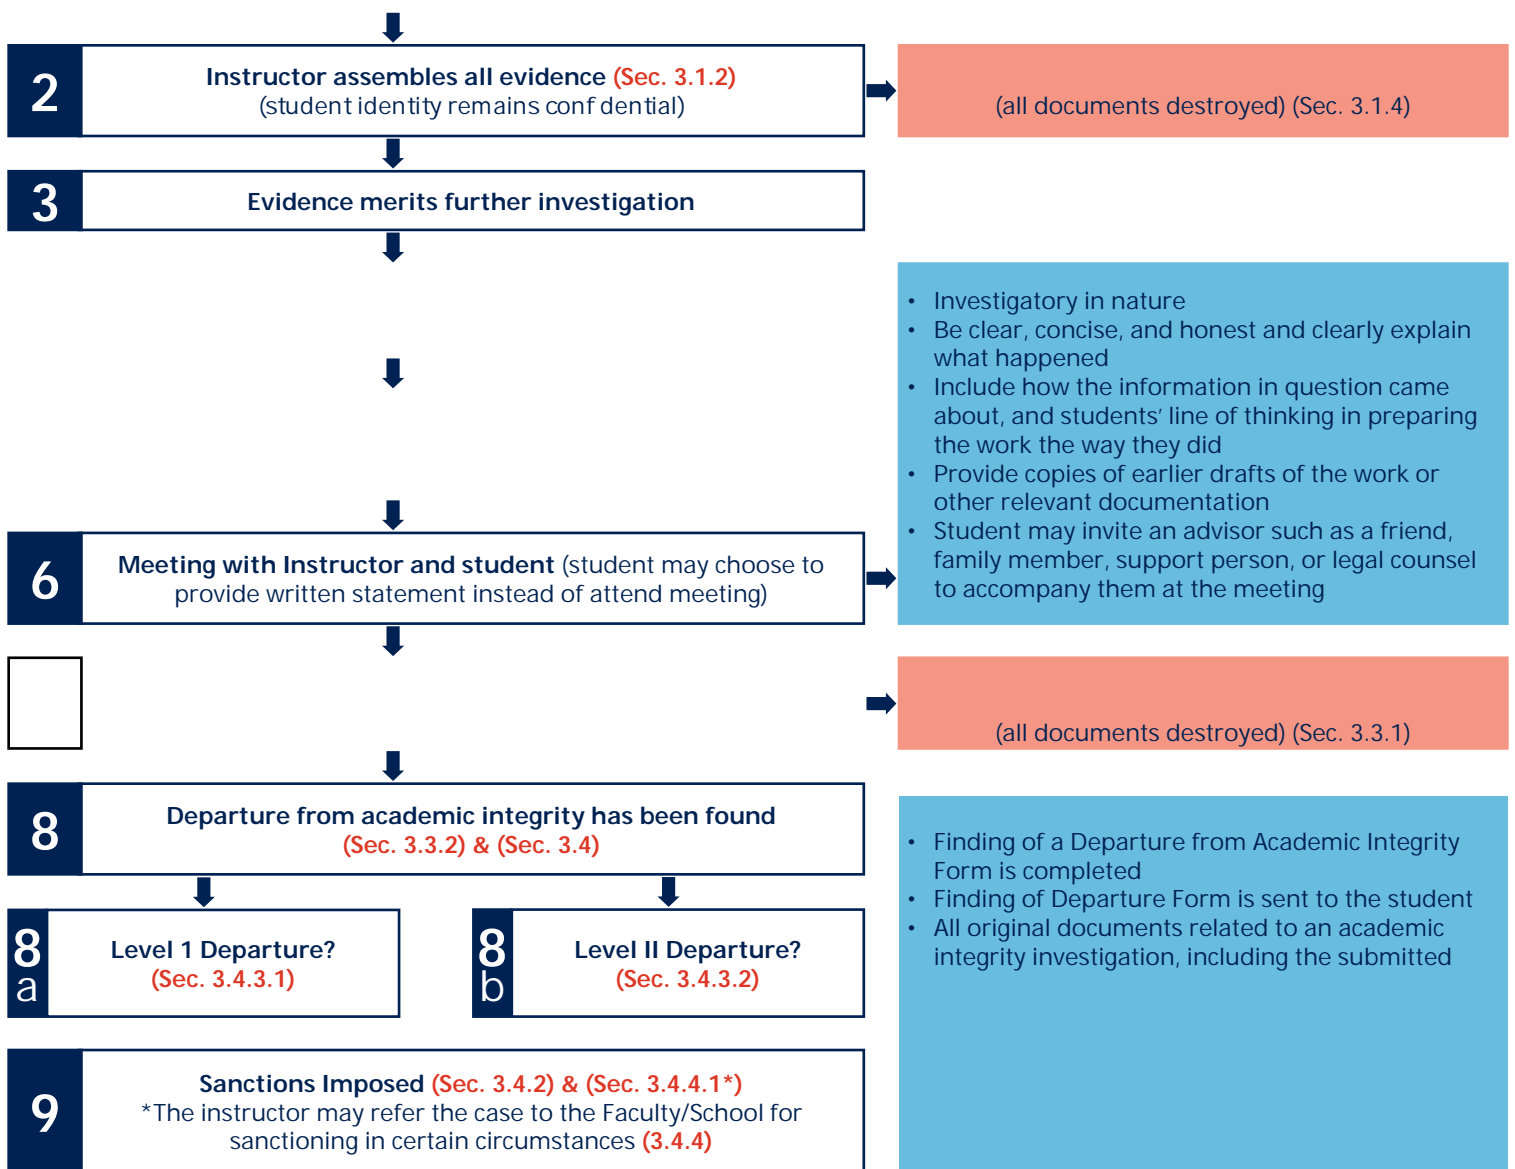 2
Instructor assembles all evidence (Sec. 3.1.2)
(student identity remains conf dential)
(all documents destroyed) (Sec. 3.1.4)
3
Evidence merits further investigation
• Investigatory in nature
• Be clear, concise, and honest and clearly explain
what happened
• Include how the information in question came
about, and students’ line of thinking in preparing
the work the way they did
• Provide copies of earlier drafts of the work or
other relevant documentation
• Student may invite an advisor such as a friend,
family member, support person, or legal counsel
to accompany them at the meeting
6
Meeting with Instructor and student (student may choose to
provide written statement instead of attend meeting)
(all documents destroyed) (Sec. 3.3.1)
8
Departure from academic integrity has been found
(Sec. 3.3.2) & (Sec. 3.4)
8
a
Level 1 Departure?
(Sec. 3.4.3.1)
8
b
Level II Departure?
(Sec. 3.4.3.2)
• Finding of a Departure from Academic Integrity
Form is completed
• Finding of Departure Form is sent to the student
• All original documents related to an academic
integrity investigation, including the submitted
9
Sanctions Imposed (Sec. 3.4.2) & (Sec. 3.4.4.1*)
*The instructor may refer the case to the Faculty/School for
sanctioning in certain circumstances (3.4.4)